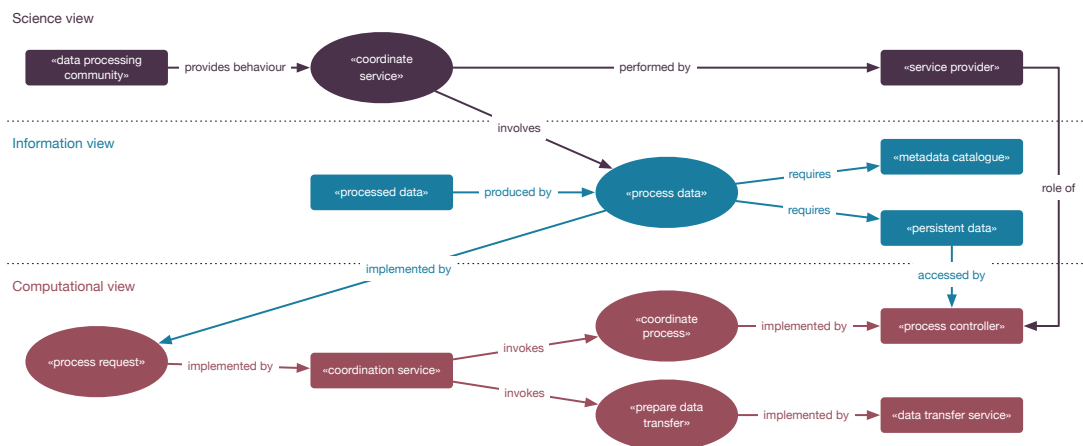 Science view
«data processing
community»
provides behaviour
«coordinate
service»
performed by
«service provider»
involves
Information view
«metadata catalogue»
requires
«processed data»
produced by
«process data»
role of
requires
«persistent data»
implemented by
accessed by
Computational view
«coordinate
process»
implemented by
«process controller»
invokes
«process request»
implemented by
«coordination service»
invokes
«prepare data
transfer»
implemented by
«data transfer service»